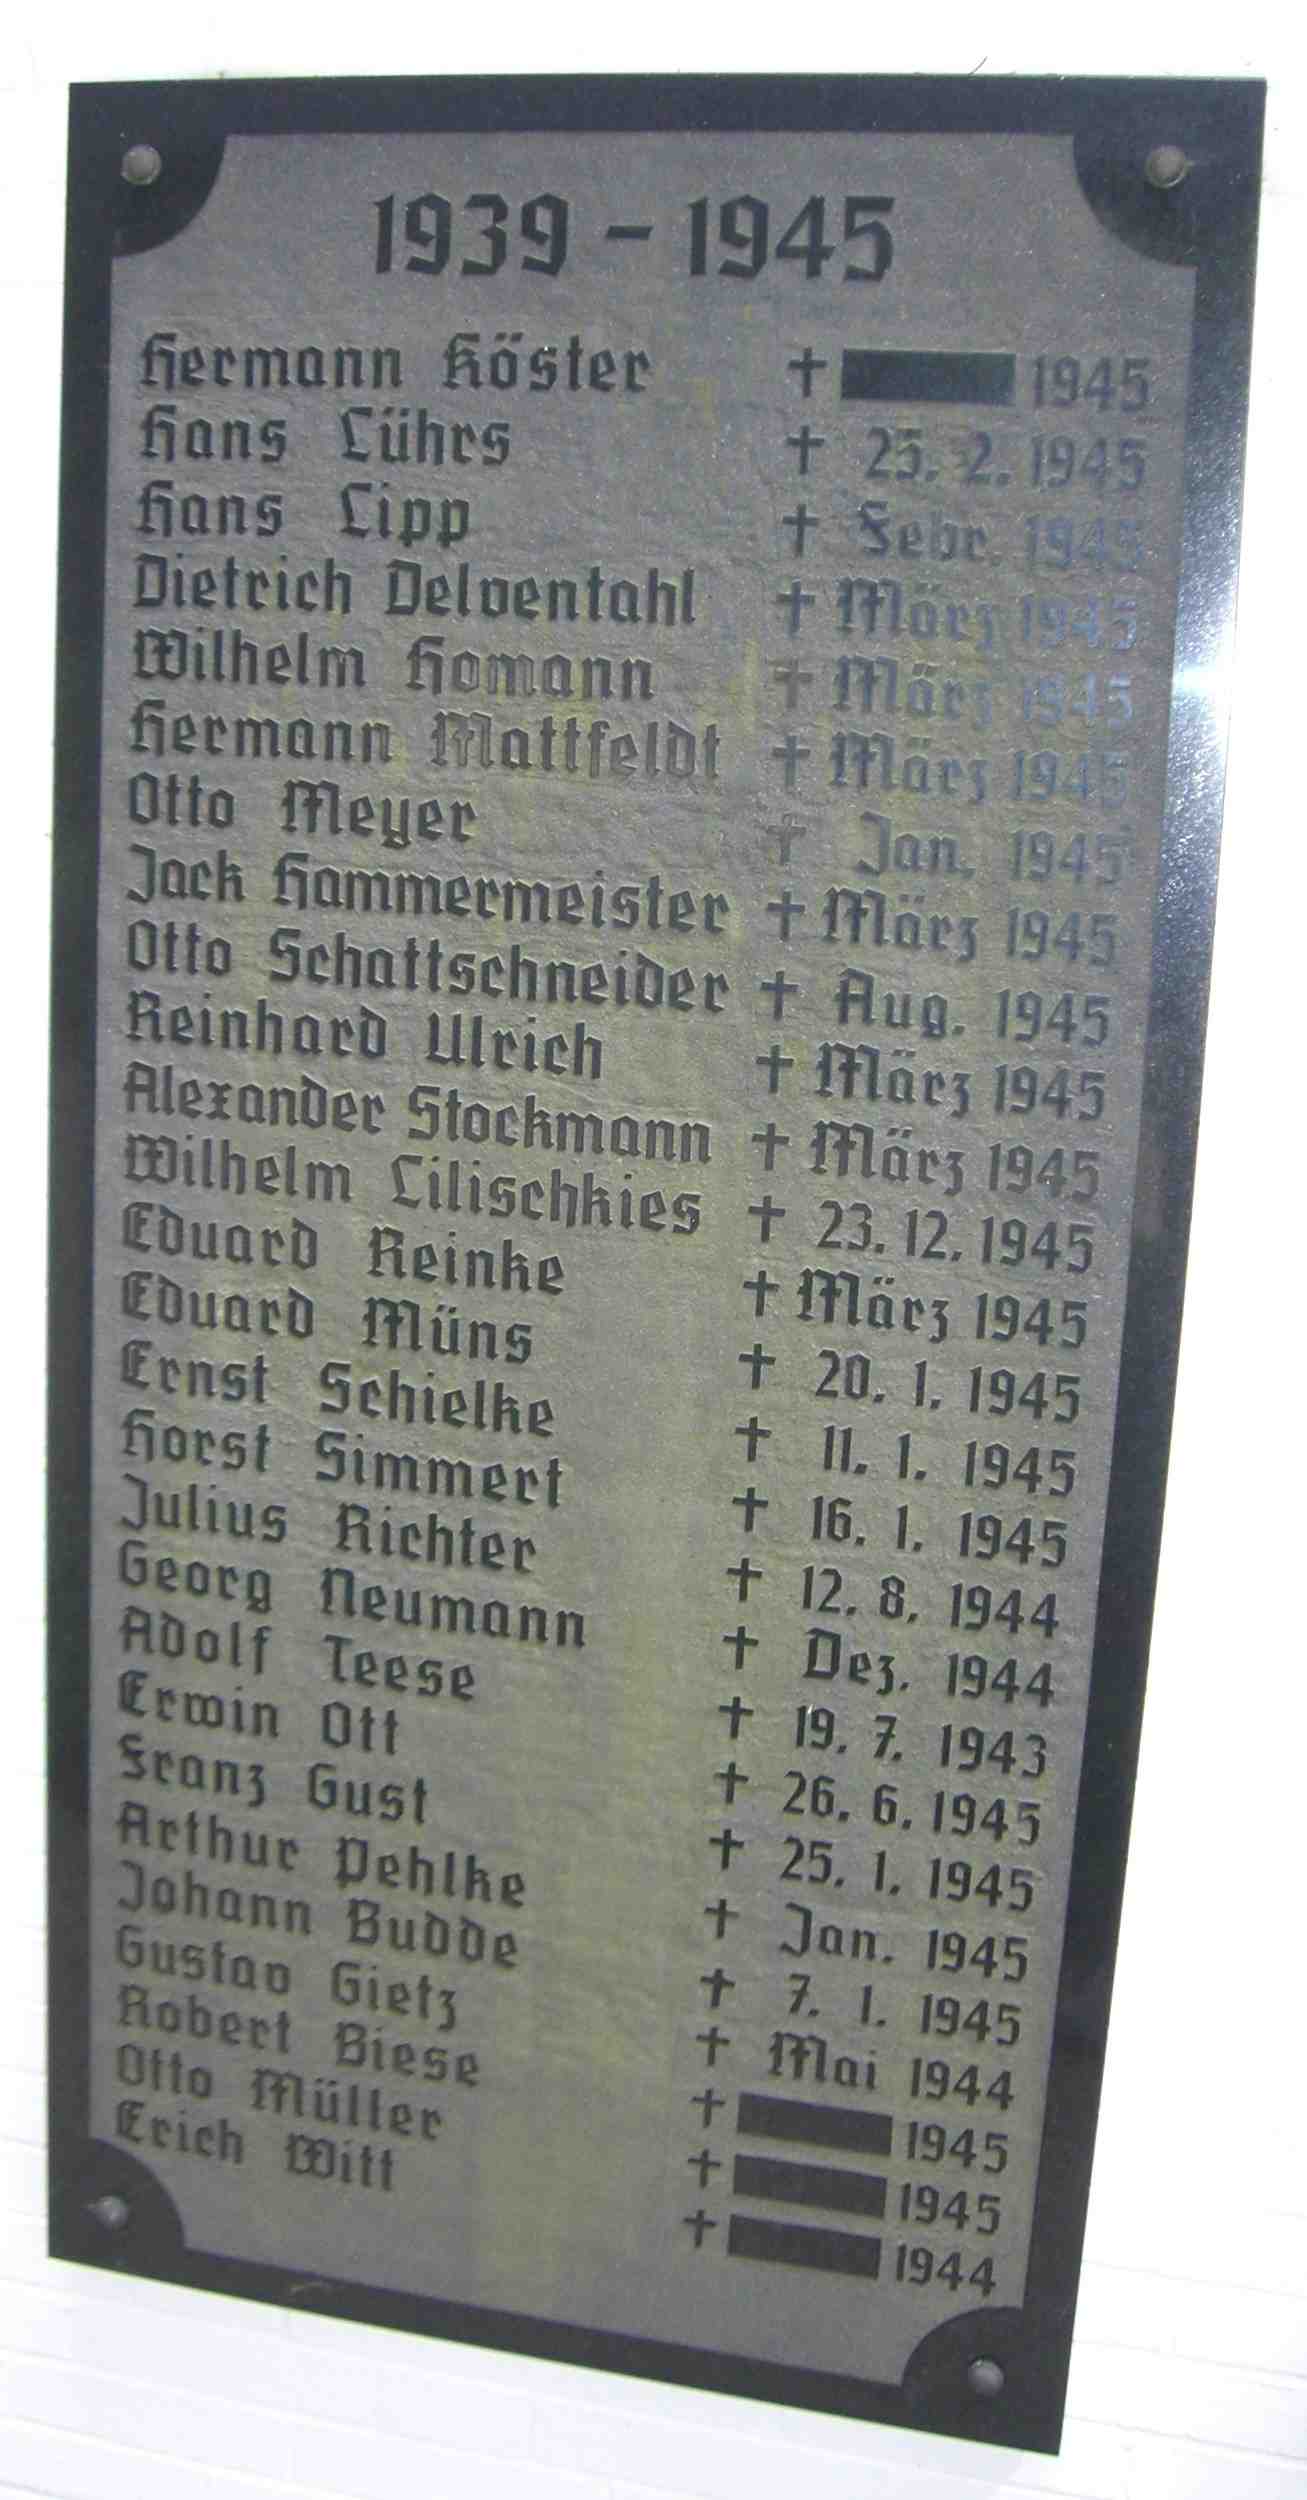 1939 - 1945
Hermann Köster † 1945
Hans Lührs † 25. 2. 1945
Hans Lipp † Febr. 1945
Dietrich Delventahl † März 1945
Wilhelm Homann † März 1945
Hermann Mattfeldt † März 1945
Otto Meyer † Jan. 1945
Jack Hammermeister † März 1945
Otto Schattschneider † Aug. 1945
Reinhard Ulrich † März 1945
Alexander Stockmann † März 1945
Wilhelm Lilischkies † 23. 12. 1945
Eduard Reinke † März 1945
Eduard Müns † 20. 1. 1945
Ernst Schielke † 11. 1. 1945
Horst Simmert † 16. 1. 1945
Julius Richter † 12. 8. 1944
Georg Neumann † Dez. 1944
Adolf Teese † 19. 7. 1943
Erwin Ott † 26. 6. 1945
Franz Gust † 25. 1. 1945
Arthur Pehlke † Jan. 1945
Johann Budde † 7. 1. 1945
Gustav Gietz † Mai 1944
Robert Biese † 1945
Otto Müller † 1945
Erich Witt † 1944